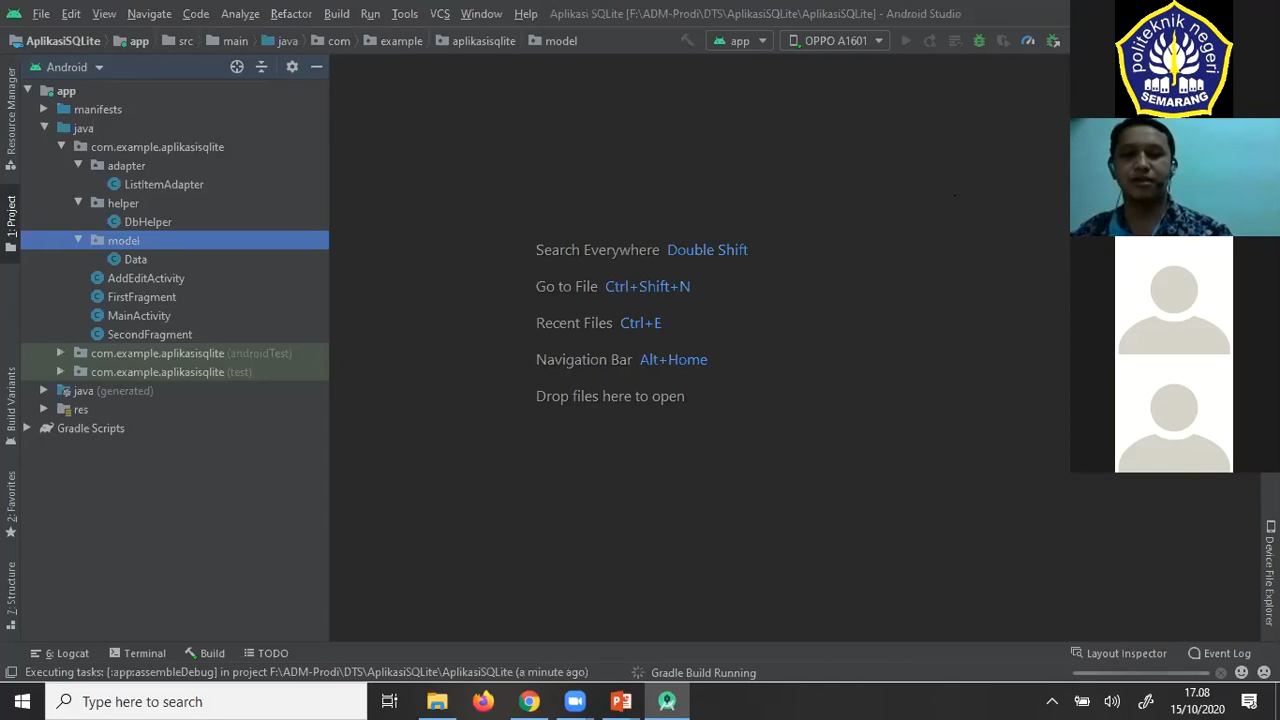 File Edit View Navigate Code Analyze Refactor Build Run Tools VCS Window Help Aplikasi SQLite [F:\ADM-Prodi\DTS\AplikasiSQLite\AplikasiSQLite] - Android Studio
AplikasiSQLite app src main java com example aplikasisqlite model app OPPO A1601
politeknik negeri
SEMARANG
Android
Resource Manager
1: Project
Build Variants
2: Favorites
7: Structure
app
manifests
java
com.example.aplikasisqlite
adapter
ListItemAdapter
helper
DbHelper
model
Data
AddEditActivity
FirstFragment
MainActivity
SecondFragment
com.example.aplikasisqlite (androidTest)
com.example.aplikasisqlite (test)
java (generated)
res
Gradle Scripts
Search Everywhere Double Shift
Go to File Ctrl+Shift+N
Recent Files Ctrl+E
Navigation Bar Alt+Home
Drop files here to open
Device File Explorer
6: Logcat Terminal Build TODO Layout Inspector Event Log
Executing tasks: [:app:assembleDebug] in project F:\ADM-Prodi\DTS\AplikasiSQLite\AplikasiSQLite (a minute ago) Gradle Build Running
Type here to search
17.08
15/10/2020